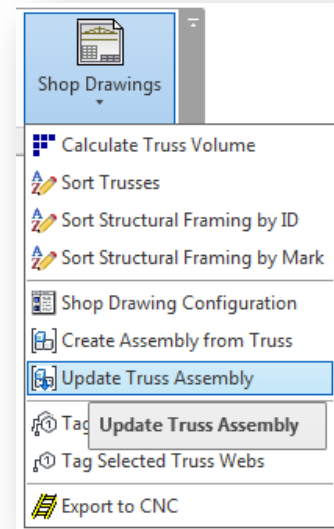 Shop Drawings
Calculate Truss Volume
Sort Trusses
Sort Structural Framing by ID
Sort Structural Framing by Mark
Shop Drawing Configuration
Create Assembly from Truss
Update Truss Assembly
Update Truss Assembly
Tag Selected Truss Webs
Export to CNC